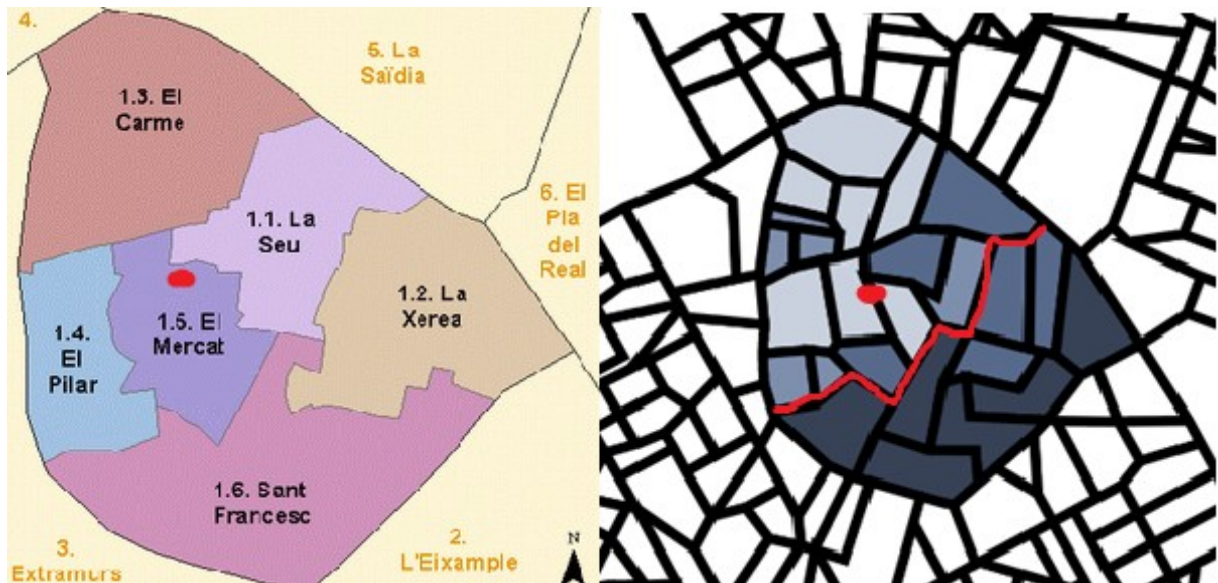 4.
5. La
Saïdia
1.3. El
Carme
6. El
Pla
del
Real
1.1. La
Seu
1.2. La
Xerea
1.4.
El
Pilar
1.5. El
Mercat
1.6. Sant
Francesc
3.
Extramurs
2.
L'Eixample
N